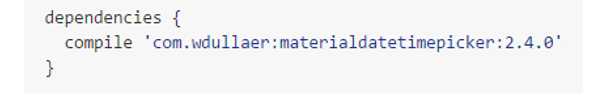 dependencies {
  compile 'com.wdullaer:materialdatetimepicker:2.4.0'
}